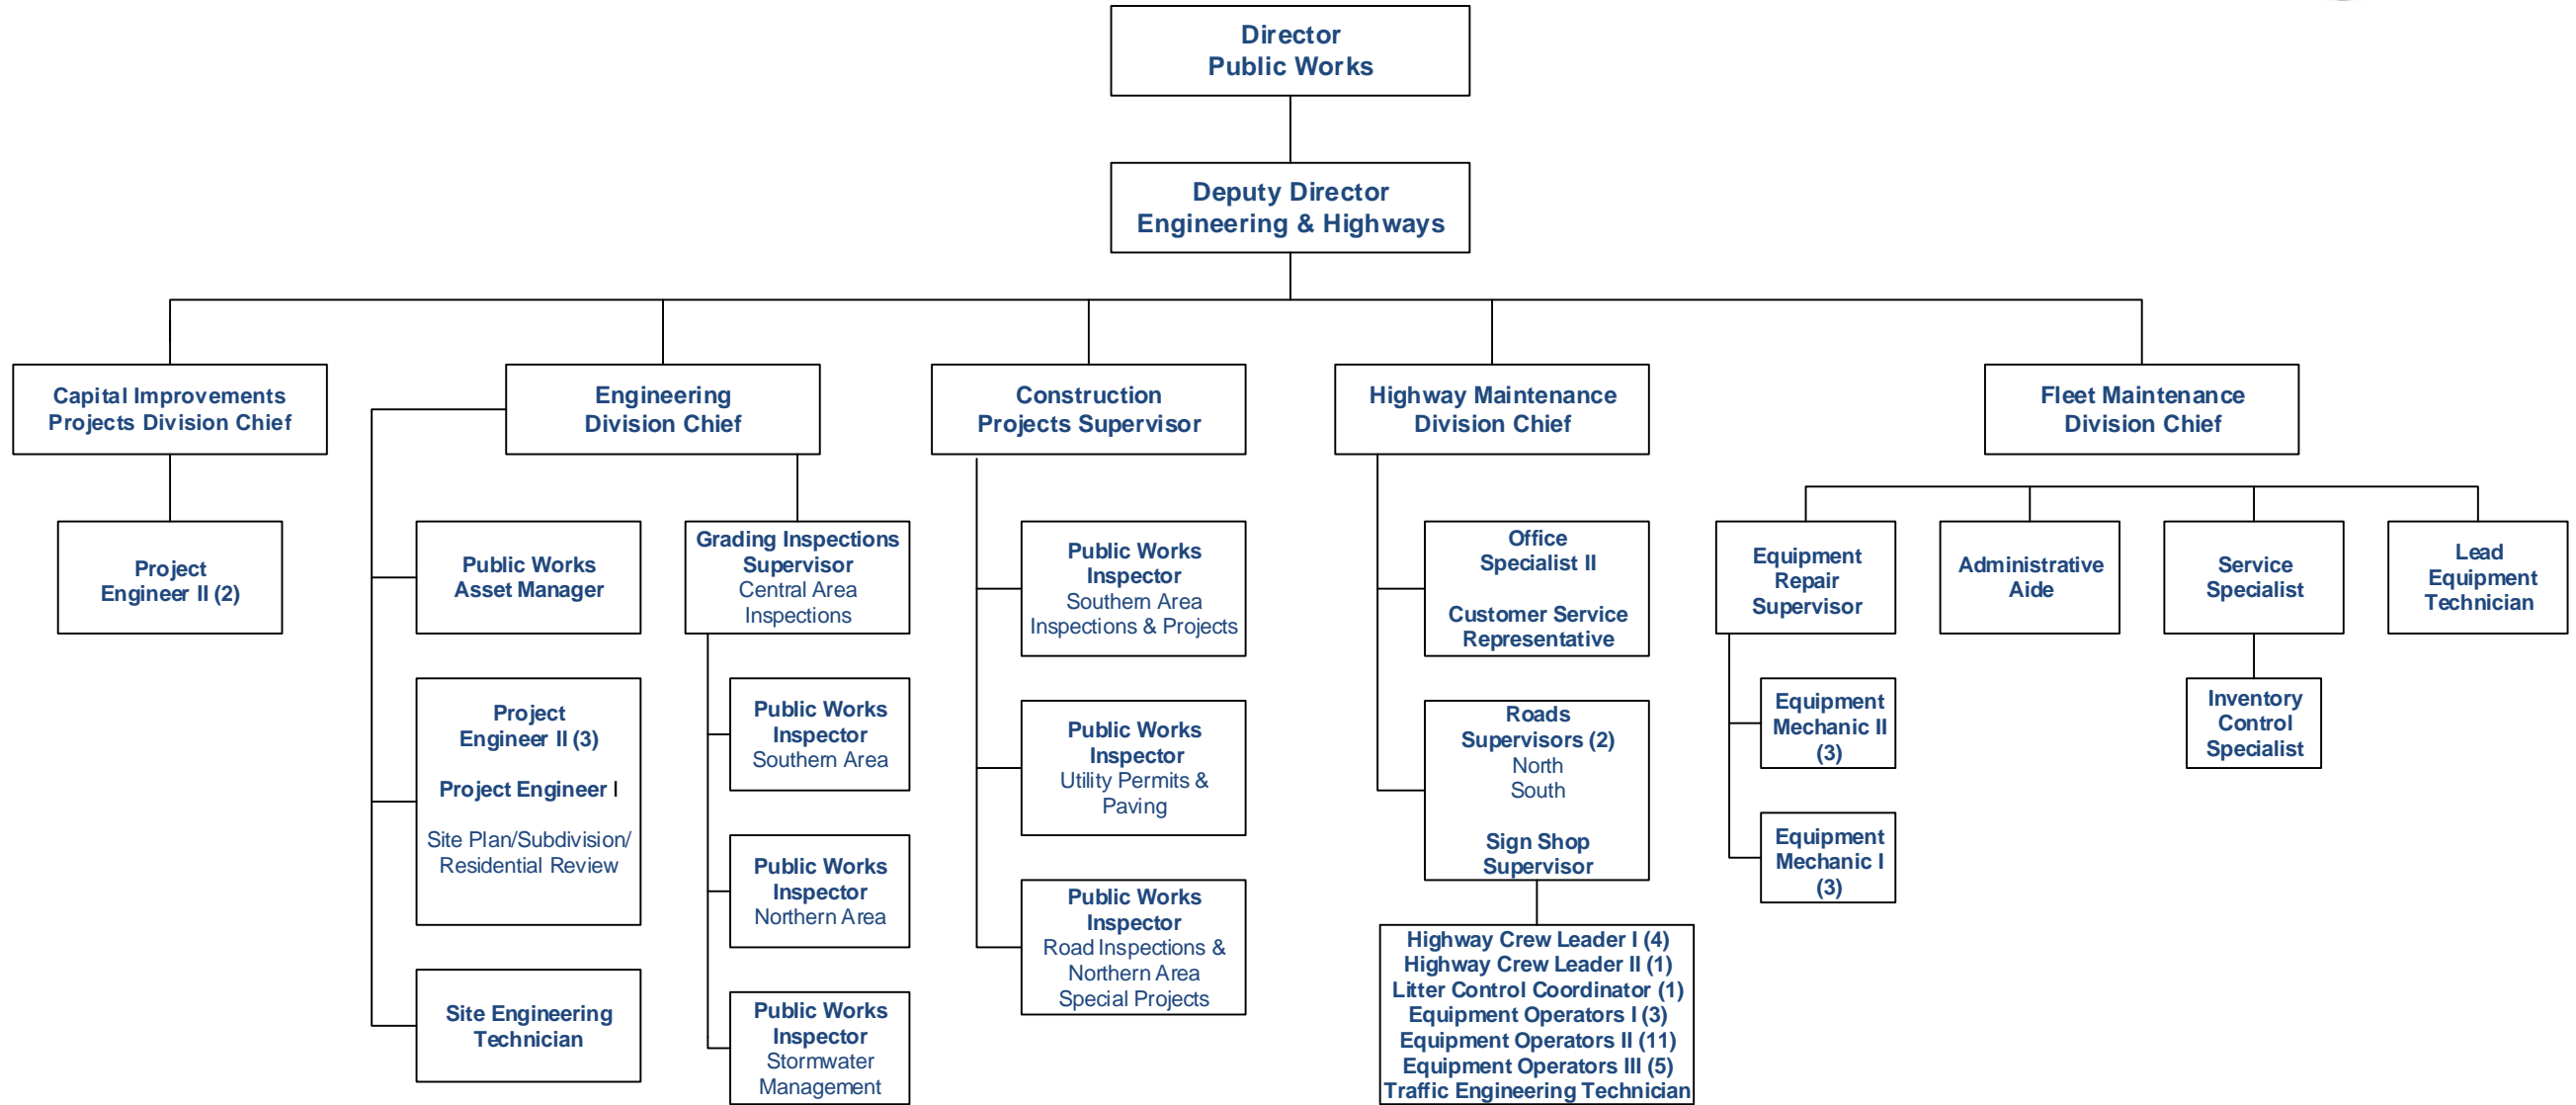 Director
Public Works
Deputy Director
Engineering & Highways
Capital Improvements
Projects Division Chief
Project
Engineer II (2)
Engineering
Division Chief
Public Works
Asset Manager
Project
Engineer II (3)
Project Engineer I
Site Plan/Subdivision/
Residential Review
Site Engineering
Technician
Grading Inspections
Supervisor
Central Area
Inspections
Public Works
Inspector
Southern Area
Public Works
Inspector
Northern Area
Public Works
Inspector
Stormwater
Management
Construction
Projects Supervisor
Public Works
Inspector
Southern Area
Inspections & Projects
Public Works
Inspector
Utility Permits &
Paving
Public Works
Inspector
Road Inspections &
Northern Area
Special Projects
Highway Maintenance
Division Chief
Office
Specialist II
Customer Service
Representative
Roads
Supervisors (2)
North
South
Sign Shop
Supervisor
Highway Crew Leader I (4)
Highway Crew Leader II (1)
Litter Control Coordinator (1)
Equipment Operators I (3)
Equipment Operators II (11)
Equipment Operators III (5)
Traffic Engineering Technician
Fleet Maintenance
Division Chief
Equipment
Repair
Supervisor
Equipment
Mechanic II
(3)
Equipment
Mechanic I
(3)
Administrative
Aide
Service
Specialist
Inventory
Control
Specialist
Lead
Equipment
Technician